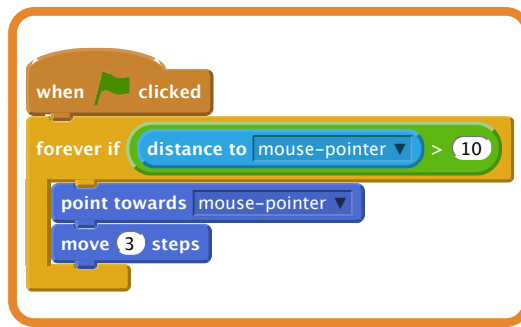 when clicked
forever if distance to mouse-pointer > 10
point towards mouse-pointer
move 3 steps